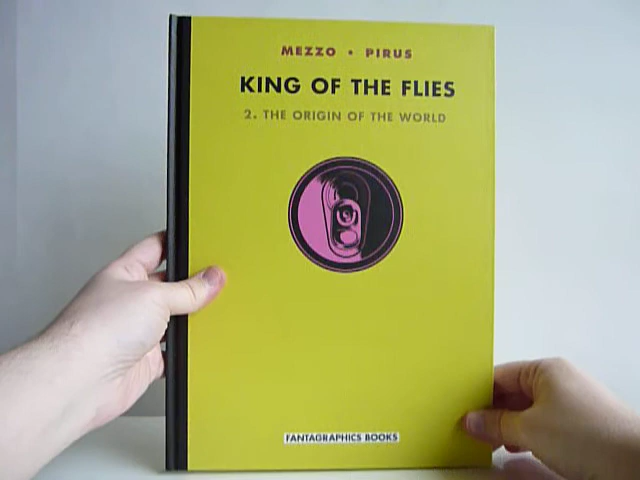 MEZZO • PIRUS
KING OF THE FLIES
2. THE ORIGIN OF THE WORLD
FANTAGRAPHICS BOOKS